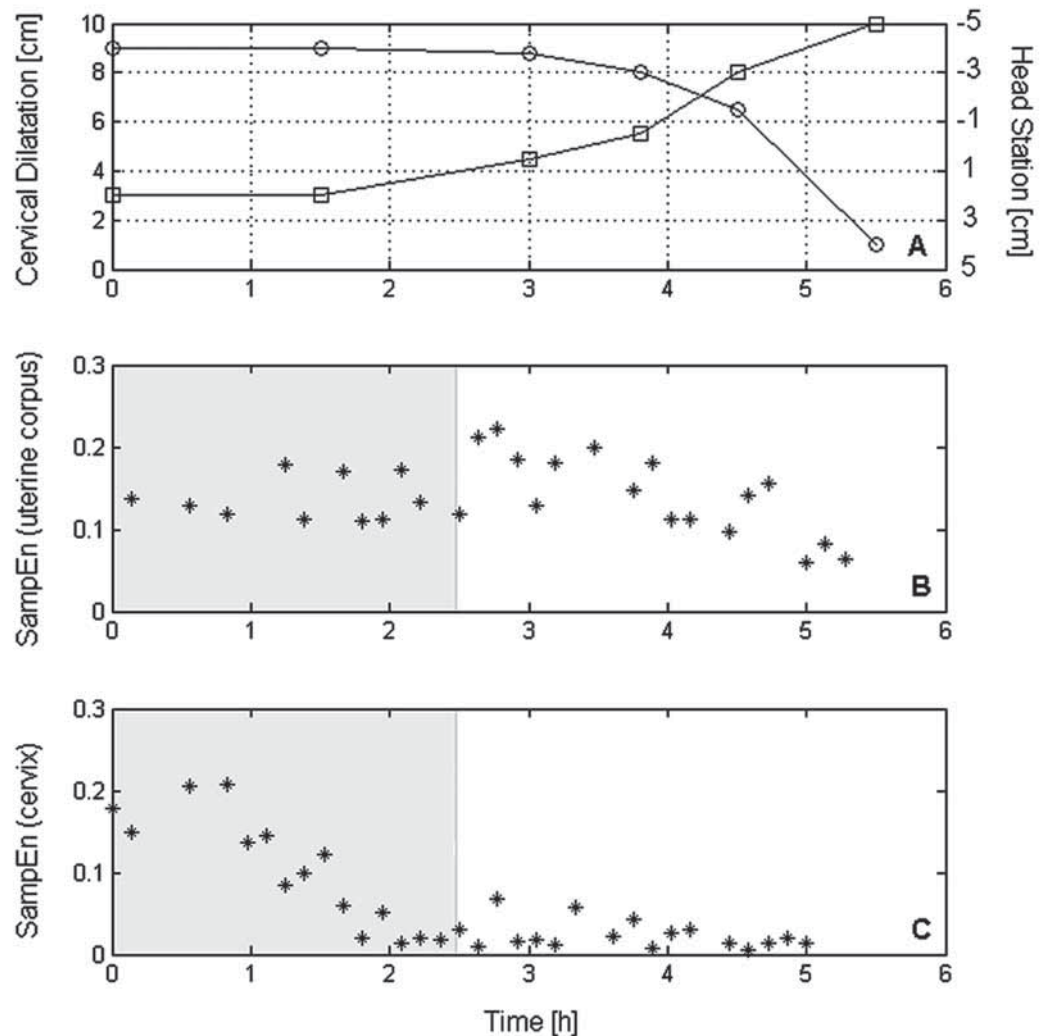 Cervical Dilatation [cm]
10
8
6
4
2
0
-5
-3
-1
1
3
5
Head Station [cm]
A
0 1 2 3 4 5 6
SampEn (uterine corpus)
0.3
0.2
0.1
0
B
0 1 2 3 4 5 6
SampEn (cervix)
0.3
0.2
0.1
0
C
0 1 2 3 4 5 6
Time [h]